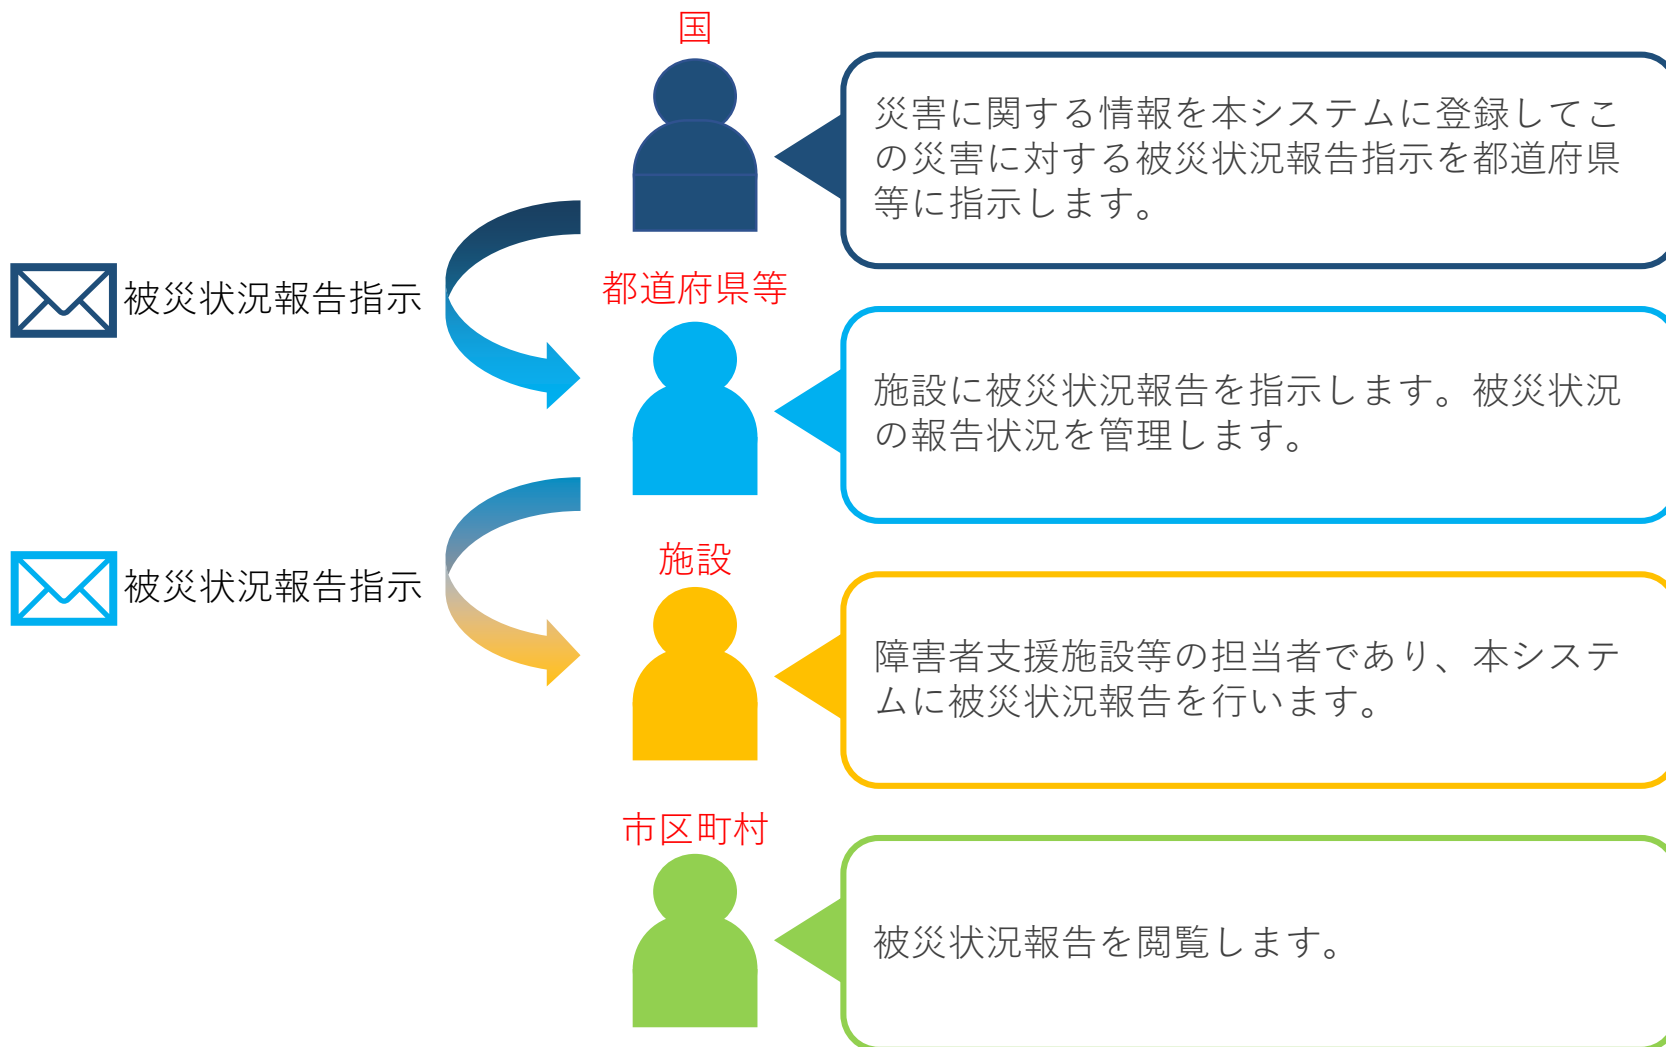 国
災害に関する情報を本システムに登録してこ
の災害に対する被災状況報告指示を都道府県
等に指示します。
被災状況報告指示
都道府県等
施設に被災状況報告を指示します。被災状況
の報告状況を管理します。
被災状況報告指示
施設
障害者支援施設等の担当者であり、本システ
ムに被災状況報告を行います。
市区町村
被災状況報告を閲覧します。